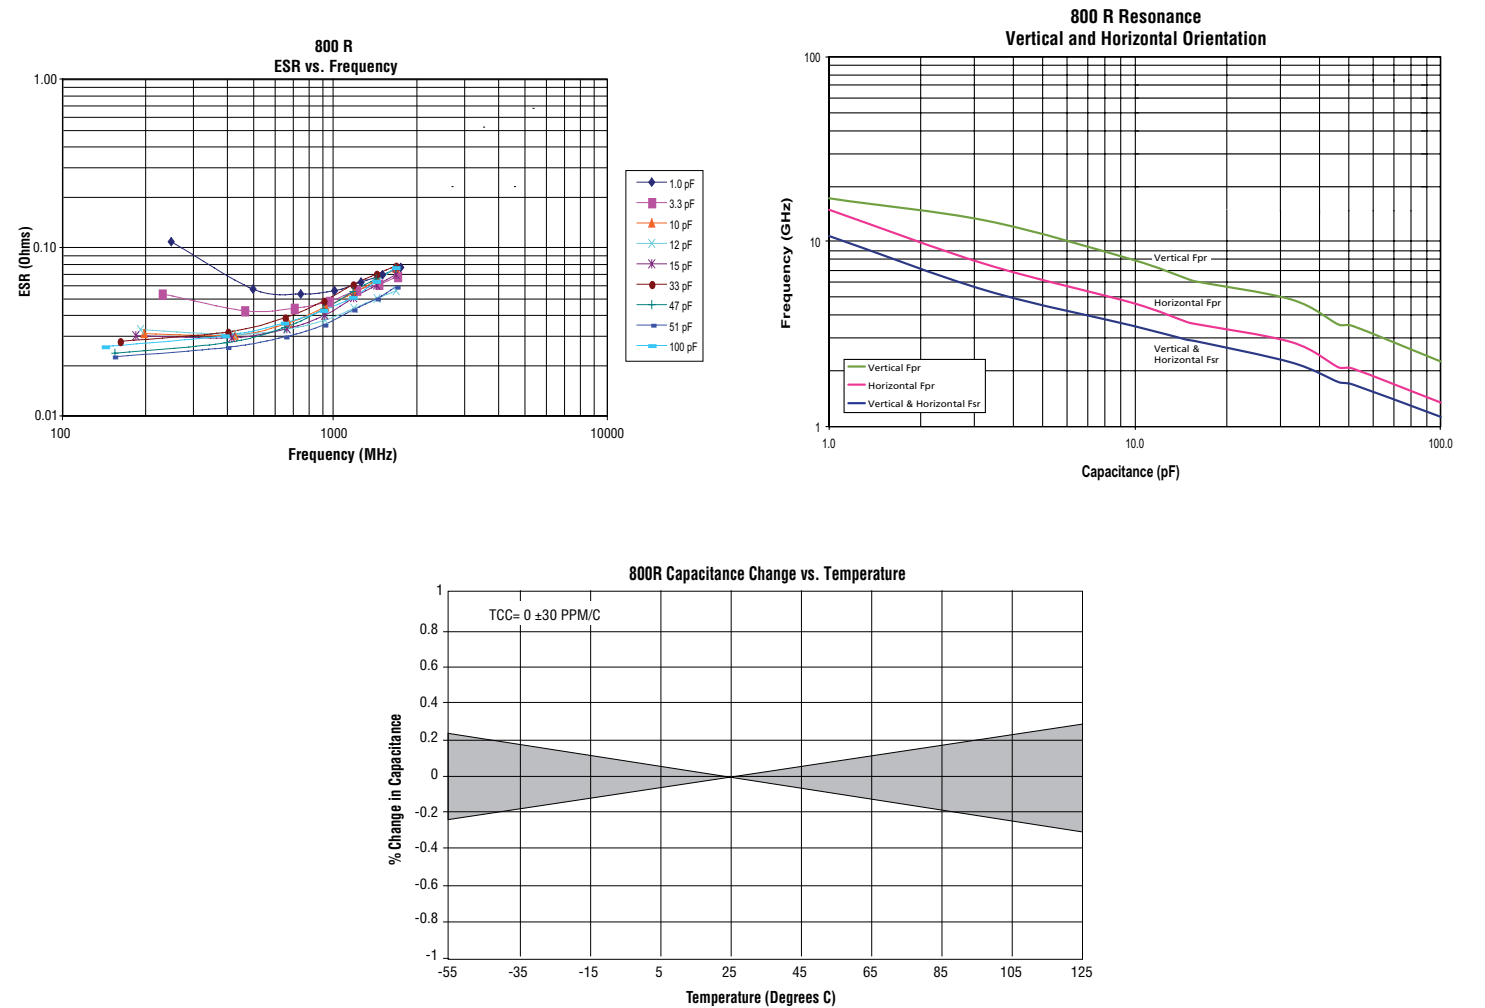 800 R
ESR vs. Frequency
1.00
0.10
0.01
ESR (Ohms)
100
1000
10000
Frequency (MHz)
1.0 pF
3.3 pF
10 pF
12 pF
15 pF
33 pF
47 pF
51 pF
100 pF
800 R Resonance
Vertical and Horizontal Orientation
100
10
1
Frequency (GHz)
Vertical Fpr
Horizontal Fpr
Vertical &
Horizontal Fsr
Vertical Fpr
Horizontal Fpr
Vertical & Horizontal Fsr
1.0
10.0
100.0
Capacitance (pF)
800R Capacitance Change vs. Temperature
TCC= 0 ±30 PPM/C
1
0.8
0.6
0.4
0.2
0
-0.2
-0.4
-0.6
-0.8
-1
% Change in Capacitance
-55
-35
-15
5
25
45
65
85
105
125
Temperature (Degrees C)